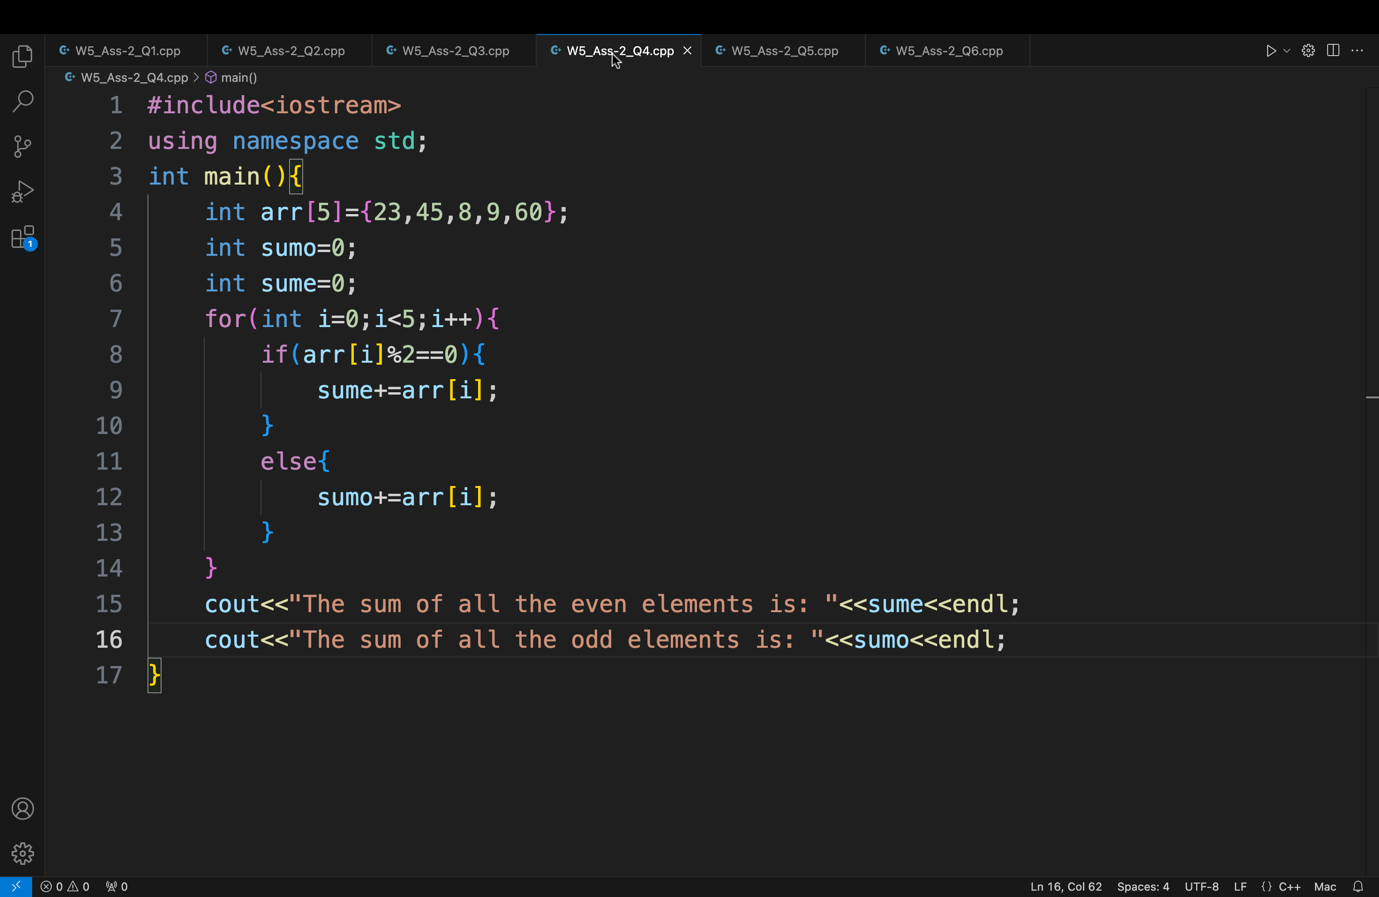 W5_Ass-2_Q1.cpp W5_Ass-2_Q2.cpp W5_Ass-2_Q3.cpp W5_Ass-2_Q4.cpp W5_Ass-2_Q5.cpp W5_Ass-2_Q6.cpp
W5_Ass-2_Q4.cpp > main()
1 #include<iostream>
2 using namespace std;
3 int main(){
4     int arr[5]={23,45,8,9,60};
5     int sumo=0;
6     int sume=0;
7     for(int i=0;i<5;i++){
8         if(arr[i]%2==0){
9             sume+=arr[i];
10         }
11         else{
12             sumo+=arr[i];
13         }
14     }
15     cout<<"The sum of all the even elements is: "<<sume<<endl;
16     cout<<"The sum of all the odd elements is: "<<sumo<<endl;
17 }
1
0 0 0 Ln 16, Col 62 Spaces: 4 UTF-8 LF {} C++ Mac